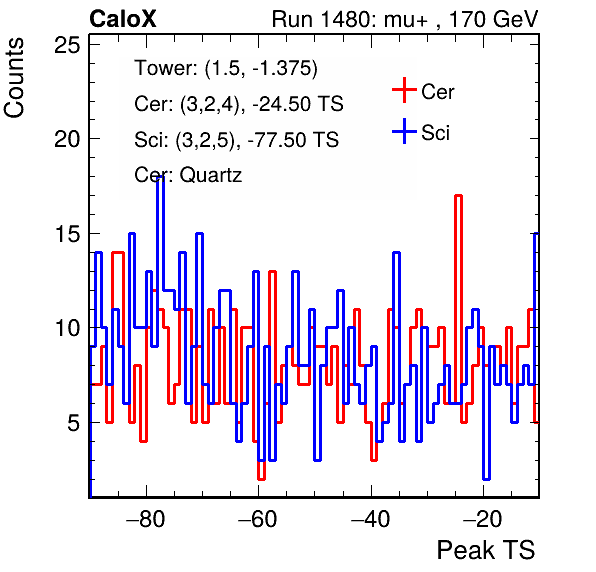 CaloX Run 1480: mu+ , 170 GeV
Counts
25
20
15
10
5
Tower: (1.5, -1.375)
Cer: (3,2,4), -24.50 TS
Sci: (3,2,5), -77.50 TS
Cer: Quartz
Cer
Sci
−80 −60 −40 −20
Peak TS